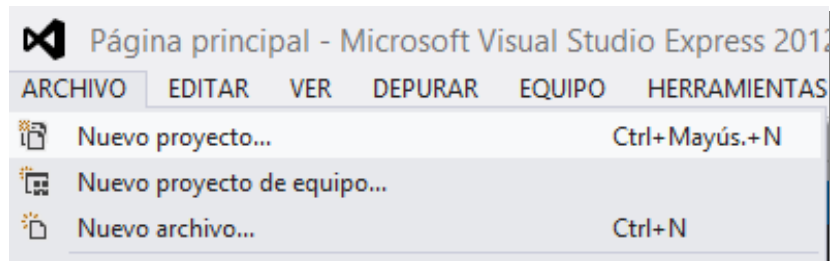 Página principal - Microsoft Visual Studio Express 2012
ARCHIVO EDITAR VER DEPURAR EQUIPO HERRAMIENTAS
Nuevo proyecto... Ctrl+Mayús.+N
Nuevo proyecto de equipo...
Nuevo archivo... Ctrl+N